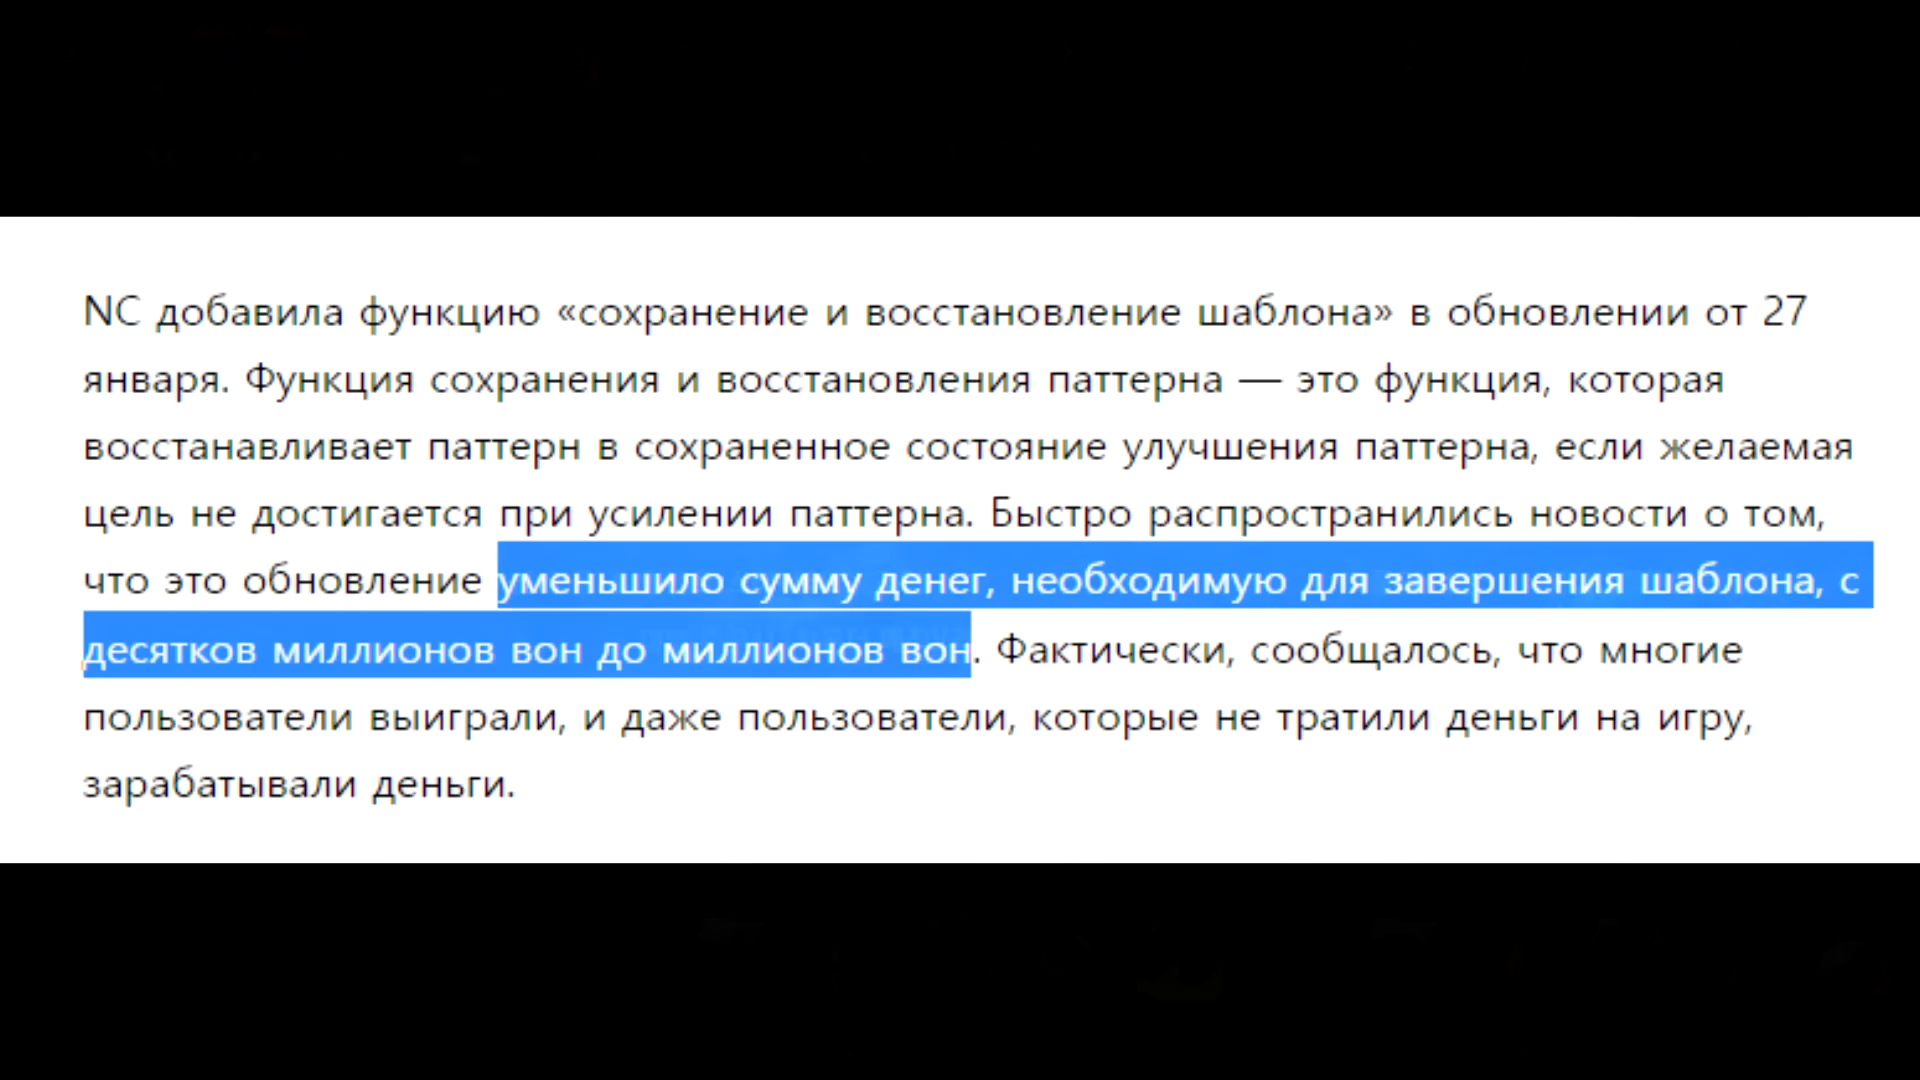 NC добавила функцию «сохранение и восстановление шаблона» в обновлении от 27
января. Функция сохранения и восстановления паттерна — это функция, которая
восстанавливает паттерн в сохраненное состояние улучшения паттерна, если желаемая
цель не достигается при усилении паттерна. Быстро распространились новости о том,
что это обновление уменьшило сумму денег, необходимую для завершения шаблона, с
десятков миллионов вон до миллионов вон. Фактически, сообщалось, что многие
пользователи выиграли, и даже пользователи, которые не тратили деньги на игру,
зарабатывали деньги.